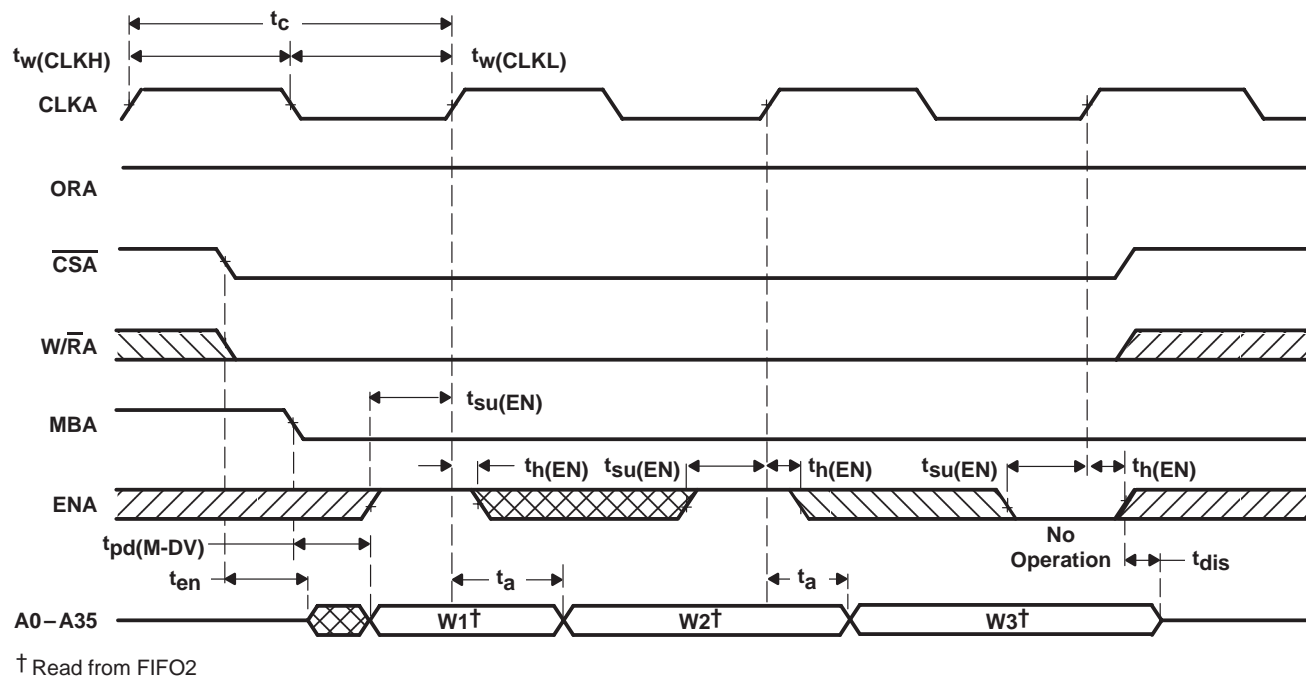 tc
tw(CLKH)
tw(CLKL)
CLKA
ORA
CSA
W/RA
tsu(EN)
MBA
th(EN) tsu(EN) th(EN) tsu(EN) th(EN)
ENA
tpd(M-DV)
No
Operation
ten ta ta tdis
A0–A35 W1† W2† W3†
† Read from FIFO2